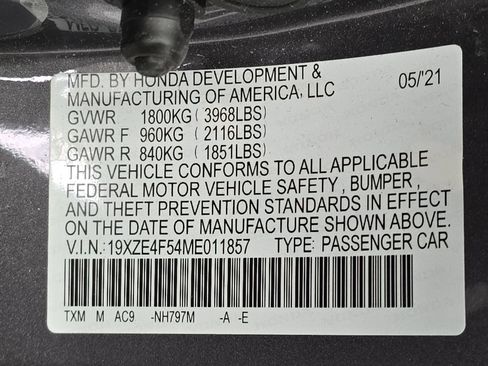 MFD. BY HONDA DEVELOPMENT & 05/'21
MANUFACTURING OF AMERICA, LLC
GVWR 1800KG ( 3968LBS)
GAWR F 960KG ( 2116LBS)
GAWR R 840KG ( 1851LBS)
THIS VEHICLE CONFORMS TO ALL APPLICABLE
FEDERAL MOTOR VEHICLE SAFETY , BUMPER ,
AND THEFT PREVENTION STANDARDS IN EFFECT
ON THE DATE OF MANUFACTURE SHOWN ABOVE.
V.I.N.: 19XZE4F54ME011857 TYPE: PASSENGER CAR
TXM M AC9 -NH797M -A -E